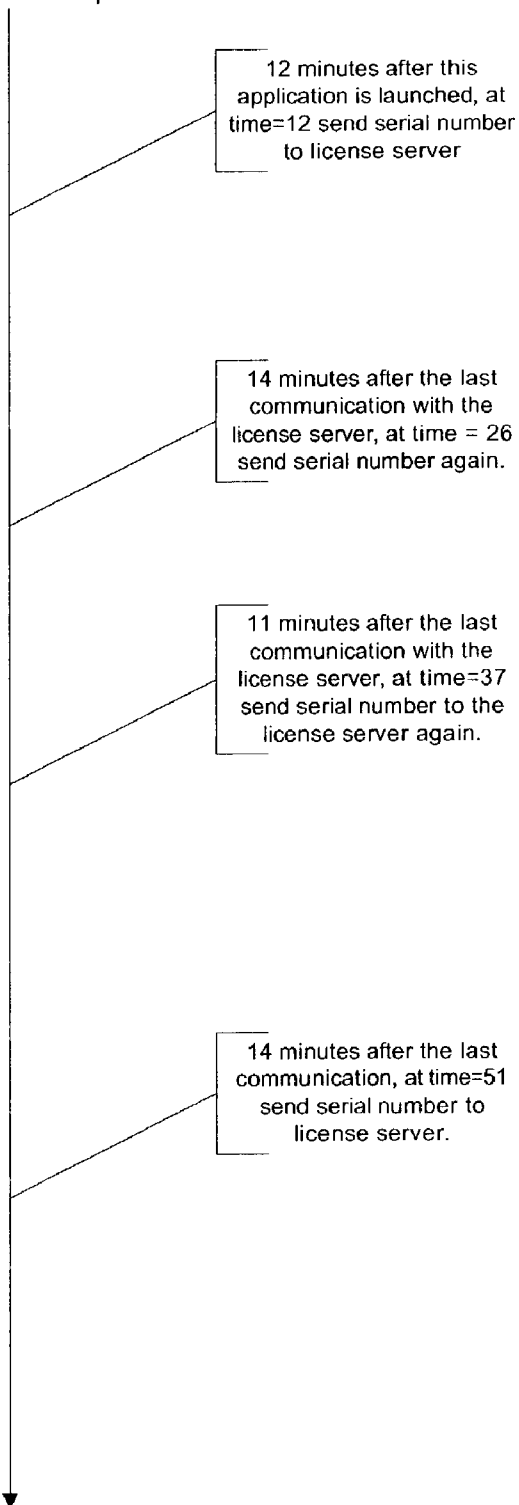 12 minutes after this
application is launched, at
time=12 send serial number
to license server
14 minutes after the last
communication with the
license server, at time = 26
send serial number again.
11 minutes after the last
communication with the
license server, at time=37
send serial number to the
license server again.
14 minutes after the last
communication, at time=51
send serial number to
license server.